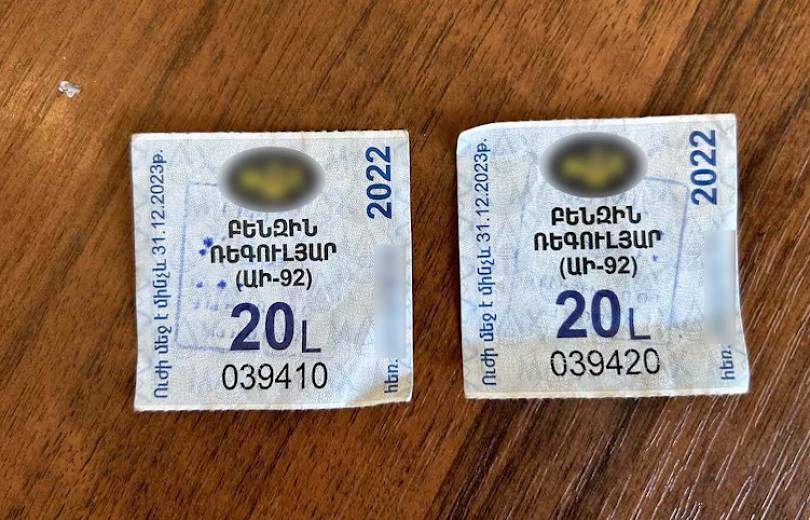 Ուժի մեջ է մինչև 31.12.2023թ.
2022
ԲԵՆԶԻՆ
ՌԵԳՈՒԼՅԱՐ
(ԱԻ-92)
20L
039410
հեռ.
Ուժի մեջ է մինչև 31.12.2023թ.
2022
ԲԵՆԶԻՆ
ՌԵԳՈՒԼՅԱՐ
(ԱԻ-92)
20L
039420
հեռ.